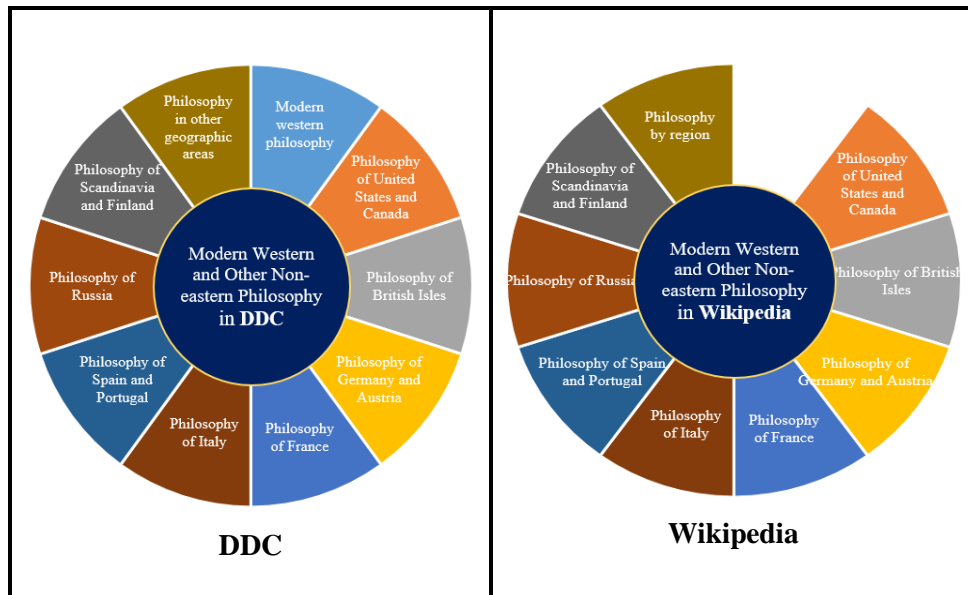 Philosophy
in other
geographic
areas
Modern
western
philosophy
Philosophy
of United
States and
Canada
Philosophy
of British Isles
Philosophy of
Germany and
Austria
Philosophy
of France
Philosophy
of Italy
Philosophy of
Spain and
Portugal
Philosophy of
Russia
Philosophy of
Scandinavia
and Finland
Modern Western
and Other Non-
eastern Philosophy
in DDC
DDC
Philosophy
by region
Philosophy
of United
States and
Canada
Philosophy of British
Isles
Philosophy of
Germany and Austria
Philosophy
of France
Philosophy
of Italy
Philosophy of Spain
and Portugal
Philosophy of Russia
Philosophy of
Scandinavia
and Finland
Modern Western
and Other Non-
eastern Philosophy
in Wikipedia
Wikipedia